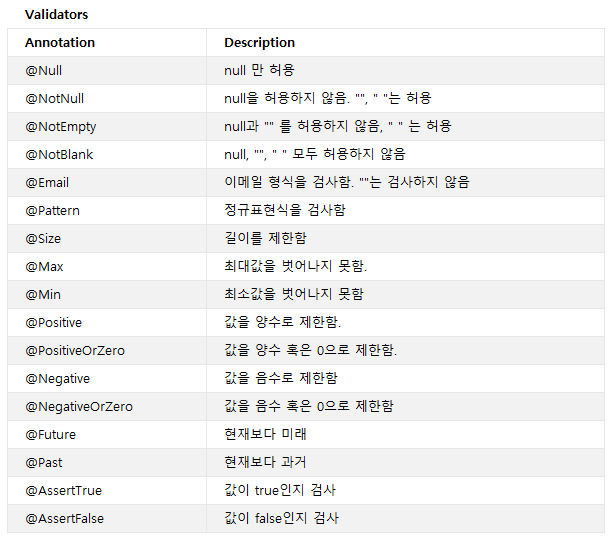 Validators
Annotation Description
@Null null 만 허용
@NotNull null을 허용하지 않음. "", " "는 허용
@NotEmpty null과 "" 를 허용하지 않음, " " 는 허용
@NotBlank null, "", " " 모두 허용하지 않음
@Email 이메일 형식을 검사함. ""는 검사하지 않음
@Pattern 정규표현식을 검사함
@Size 길이를 제한함
@Max 최대값을 벗어나지 못함.
@Min 최소값을 벗어나지 못함
@Positive 값을 양수로 제한함.
@PositiveOrZero 값을 양수 혹은 0으로 제한함.
@Negative 값을 음수로 제한함
@NegativeOrZero 값을 음수 혹은 0으로 제한함
@Future 현재보다 미래
@Past 현재보다 과거
@AssertTrue 값이 true인지 검사
@AssertFalse 값이 false인지 검사